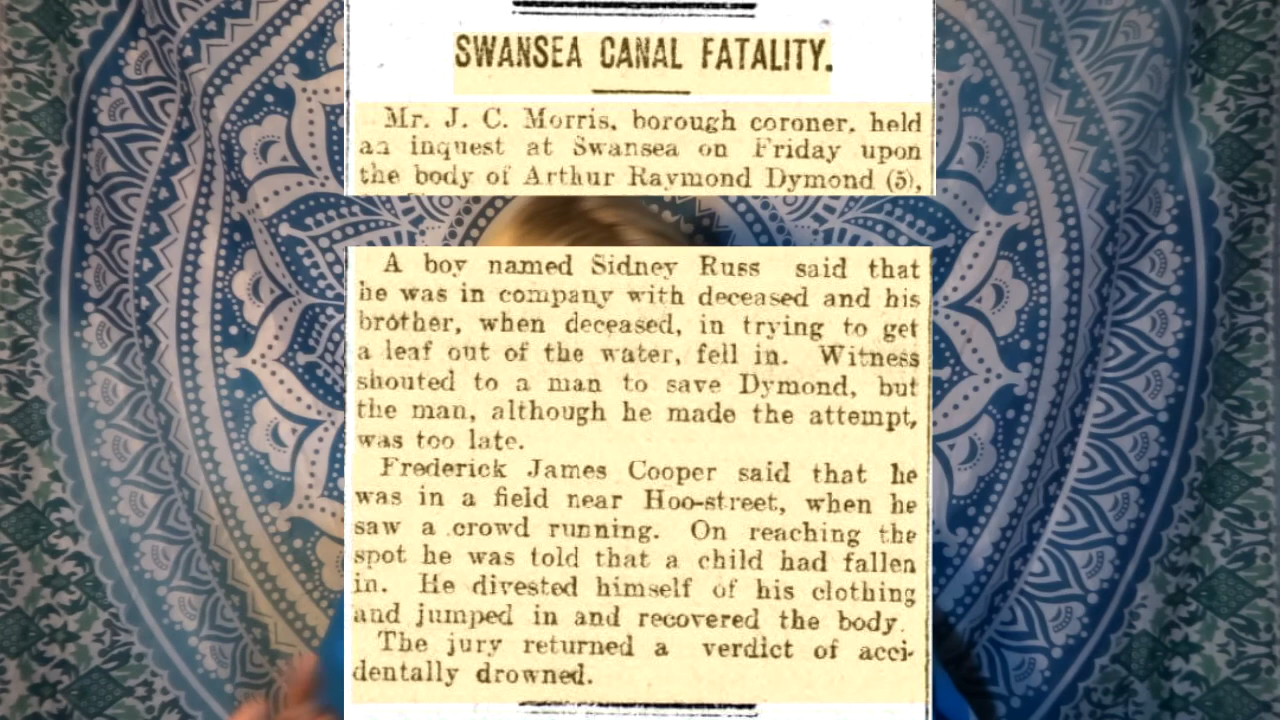 SWANSEA CANAL FATALITY.
Mr. J. C. Morris, borough coroner, held
an inquest at Swansea on Friday upon
the body of Arthur Raymond Dymond (5),
A boy named Sidney Russ said that
he was in company with deceased and his
brother, when deceased, in trying to get
a leaf out of the water, fell in. Witness
shouted to a man to save Dymond, but
the man, although he made the attempt,
was too late.
Frederick James Cooper said that he
was in a field near Hoo-street, when he
saw a crowd running. On reaching the
spot he was told that a child had fallen
in. He divested himself of his clothing
and jumped in and recovered the body.
The jury returned a verdict of acci-
dentally drowned.